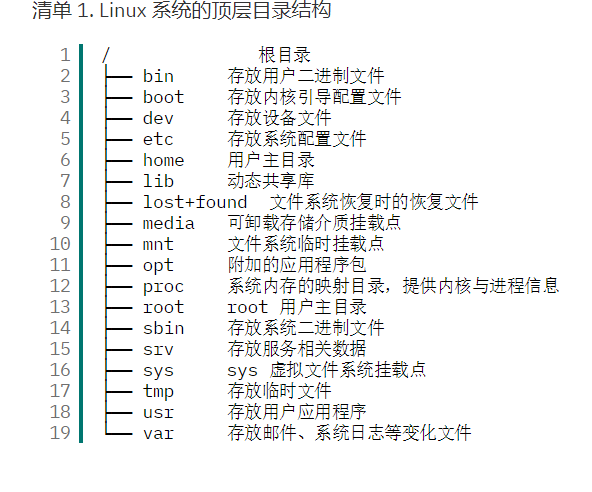 清单 1. Linux 系统的顶层目录结构
1 / 根目录
2 ├── bin 存放用户二进制文件
3 ├── boot 存放内核引导配置文件
4 ├── dev 存放设备文件
5 ├── etc 存放系统配置文件
6 ├── home 用户主目录
7 ├── lib 动态共享库
8 ├── lost+found 文件系统恢复时的恢复文件
9 ├── media 可卸载存储介质挂载点
10 ├── mnt 文件系统临时挂载点
11 ├── opt 附加的应用程序包
12 ├── proc 系统内存的映射目录，提供内核与进程信息
13 ├── root root 用户主目录
14 ├── sbin 存放系统二进制文件
15 ├── srv 存放服务相关数据
16 ├── sys sys 虚拟文件系统挂载点
17 ├── tmp 存放临时文件
18 ├── usr 存放用户应用程序
19 └── var 存放邮件、系统日志等变化文件